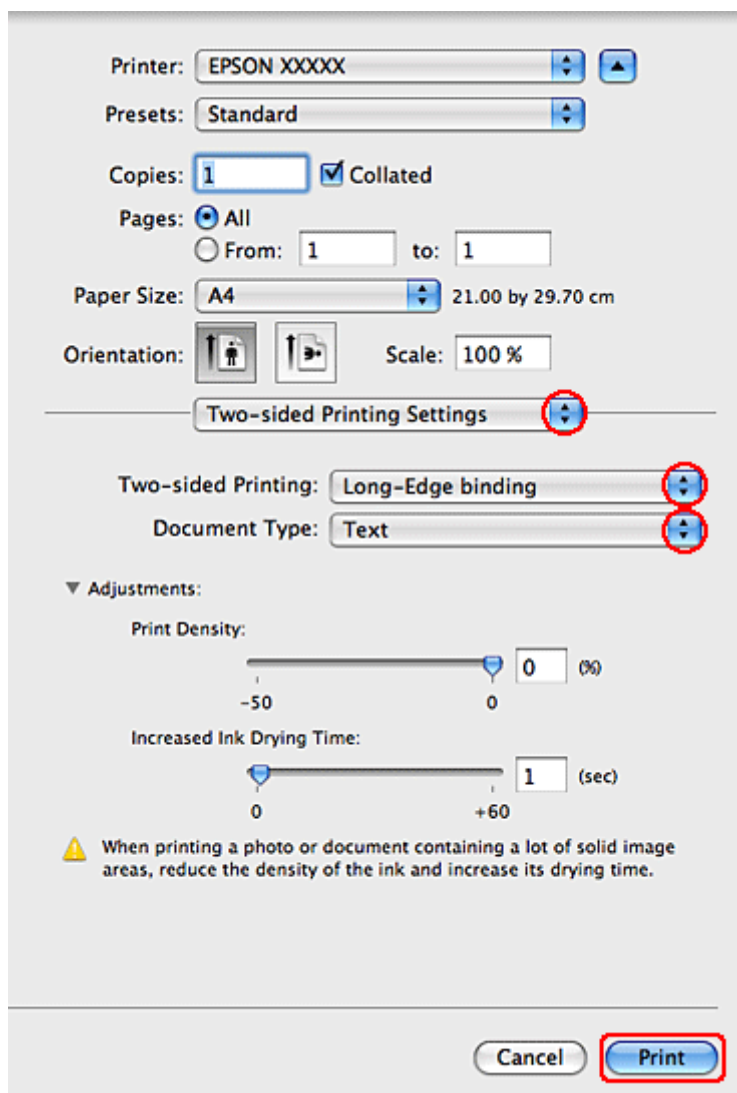 Printer: EPSON XXXXX
Presets: Standard
Copies: 1 Collated
Pages: All
From: 1 to: 1
Paper Size: A4 21.00 by 29.70 cm
Orientation: Scale: 100 %
Two-sided Printing Settings
Two-sided Printing: Long-Edge binding
Document Type: Text
Adjustments:
Print Density:
0 (%)
-50 0
Increased Ink Drying Time:
1 (sec)
0 +60
When printing a photo or document containing a lot of solid image
areas, reduce the density of the ink and increase its drying time.
Cancel Print